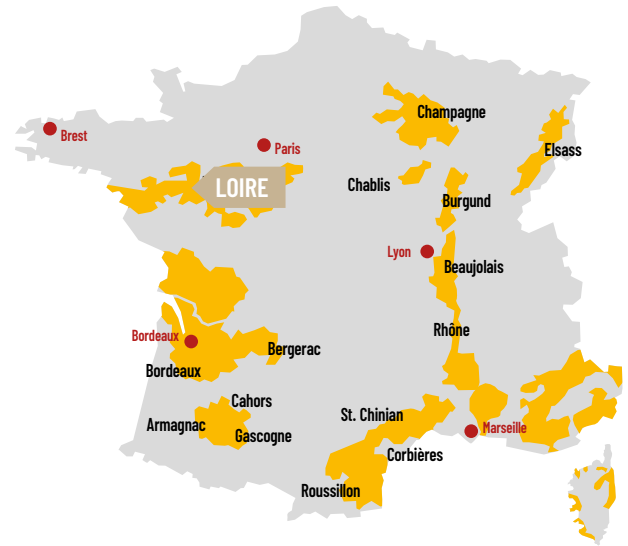 Champagne
Brest
Paris
Elsass
Chablis
LOIRE
Burgund
Lyon
Beaujolais
Rhône
Bordeaux
Bergerac
Bordeaux
Cahors
St. Chinian
Armagnac
Marseille
Gascogne
Corbières
Roussillon